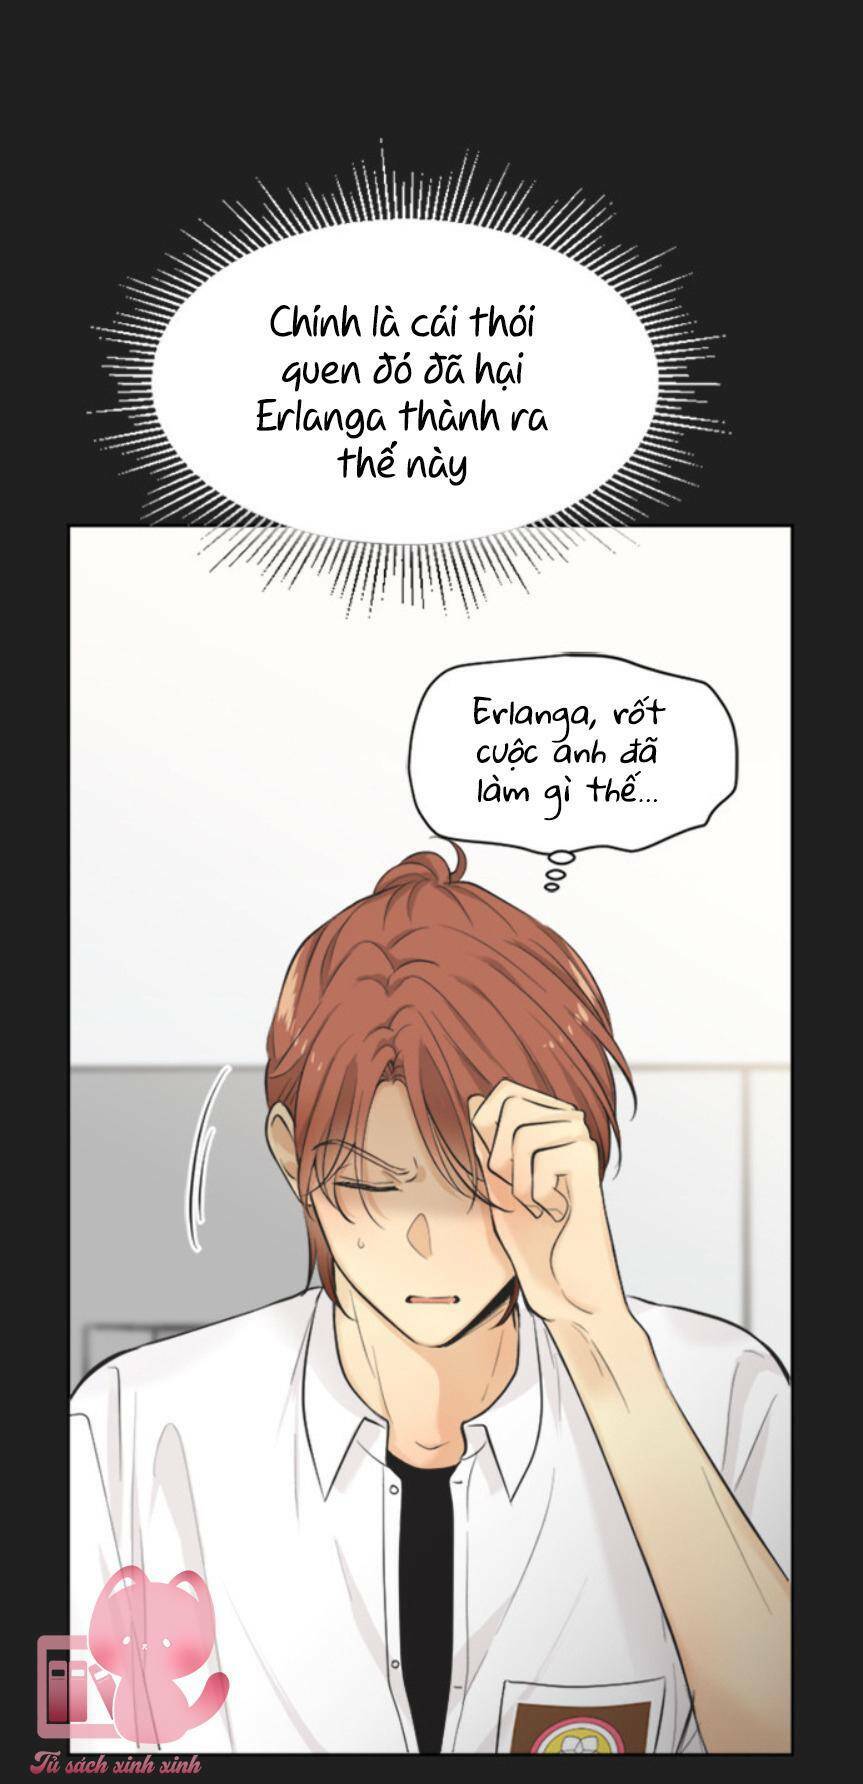 Chính là cái thói
quen đó đã hại
Erlanga thành ra
thế này
Erlanga, rốt
cuộc anh đã
làm gì thế...
Tủ sách xinh xinh